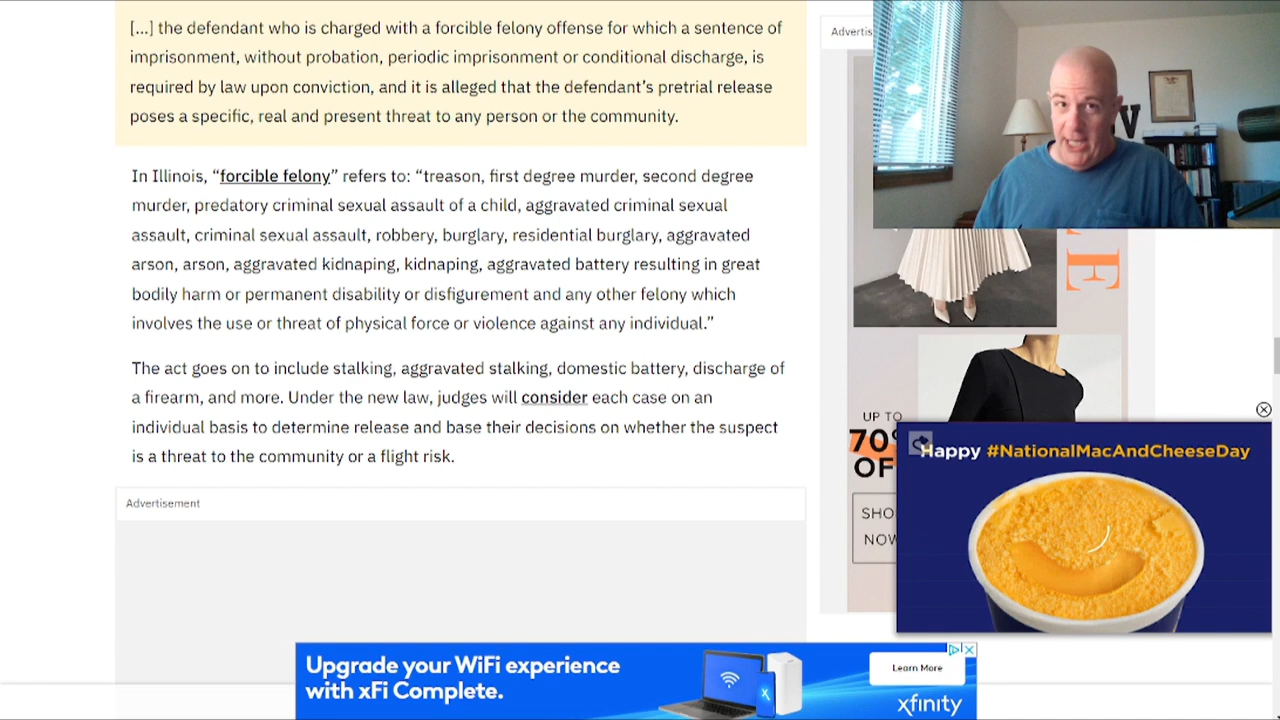 [...] the defendant who is charged with a forcible felony offense for which a sentence of
imprisonment, without probation, periodic imprisonment or conditional discharge, is
required by law upon conviction, and it is alleged that the defendant's pretrial release
poses a specific, real and present threat to any person or the community.
In Illinois, “forcible felony” refers to: “treason, first degree murder, second degree
murder, predatory criminal sexual assault of a child, aggravated criminal sexual
assault, criminal sexual assault, robbery, burglary, residential burglary, aggravated
arson, arson, aggravated kidnaping, kidnaping, aggravated battery resulting in great
bodily harm or permanent disability or disfigurement and any other felony which
involves the use or threat of physical force or violence against any individual.”
The act goes on to include stalking, aggravated stalking, domestic battery, discharge of
a firearm, and more. Under the new law, judges will consider each case on an
individual basis to determine release and base their decisions on whether the suspect
is a threat to the community or a flight risk.
Advertisement
Advertis
V
E
UP TO
70%
OF
SHO
NOW
Happy #NationalMacAndCheeseDay
Upgrade your WiFi experience
with xFi Complete.
Learn More
xfinity